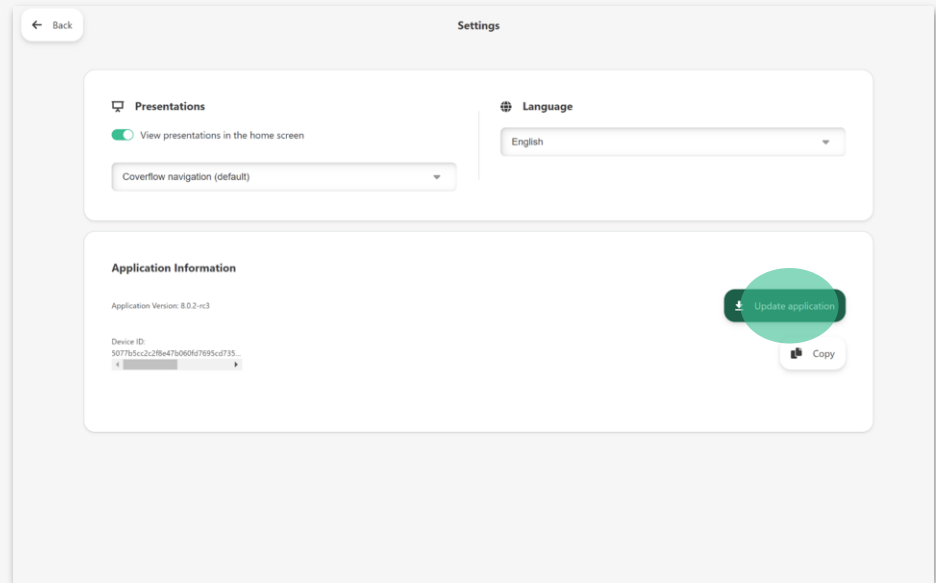 Back
Settings
Presentations
View presentations in the home screen
Coverflow navigation (default)
Language
English
Application Information
Application Version: 8.0.2-rc3
Update application
Device ID:
5077b5cc2c2f8e47b060fd7695cd735...
Copy